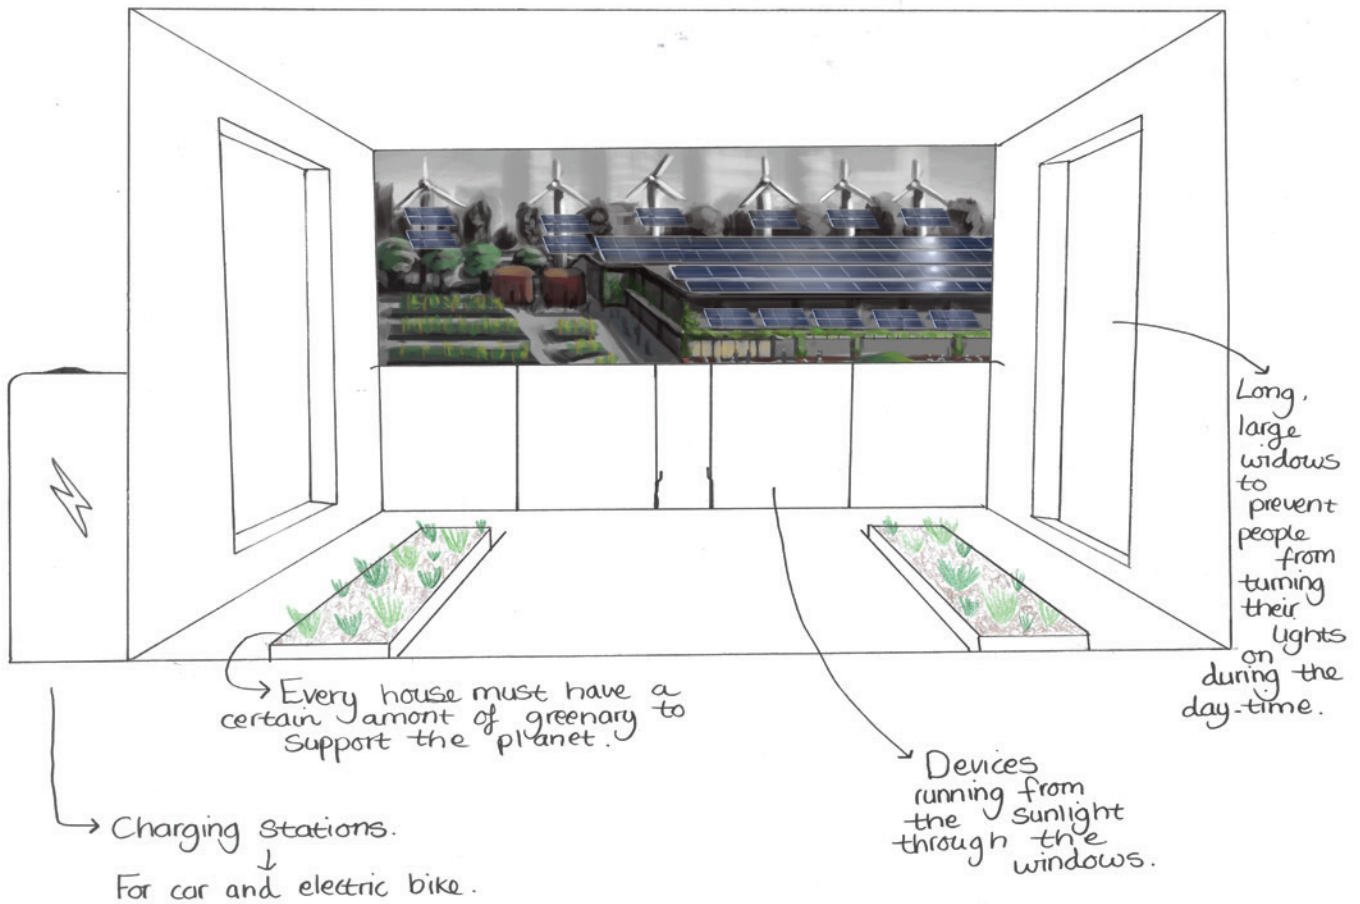 Long,
large
widows
to
prevent
people
from
turning
their
lights
on
during the
day-time.
Every house must have a
certain amont of greenary to
support the planet.
Devices
running from
the sunlight
through the
windows.
Charging stations.
For car and electric bike.